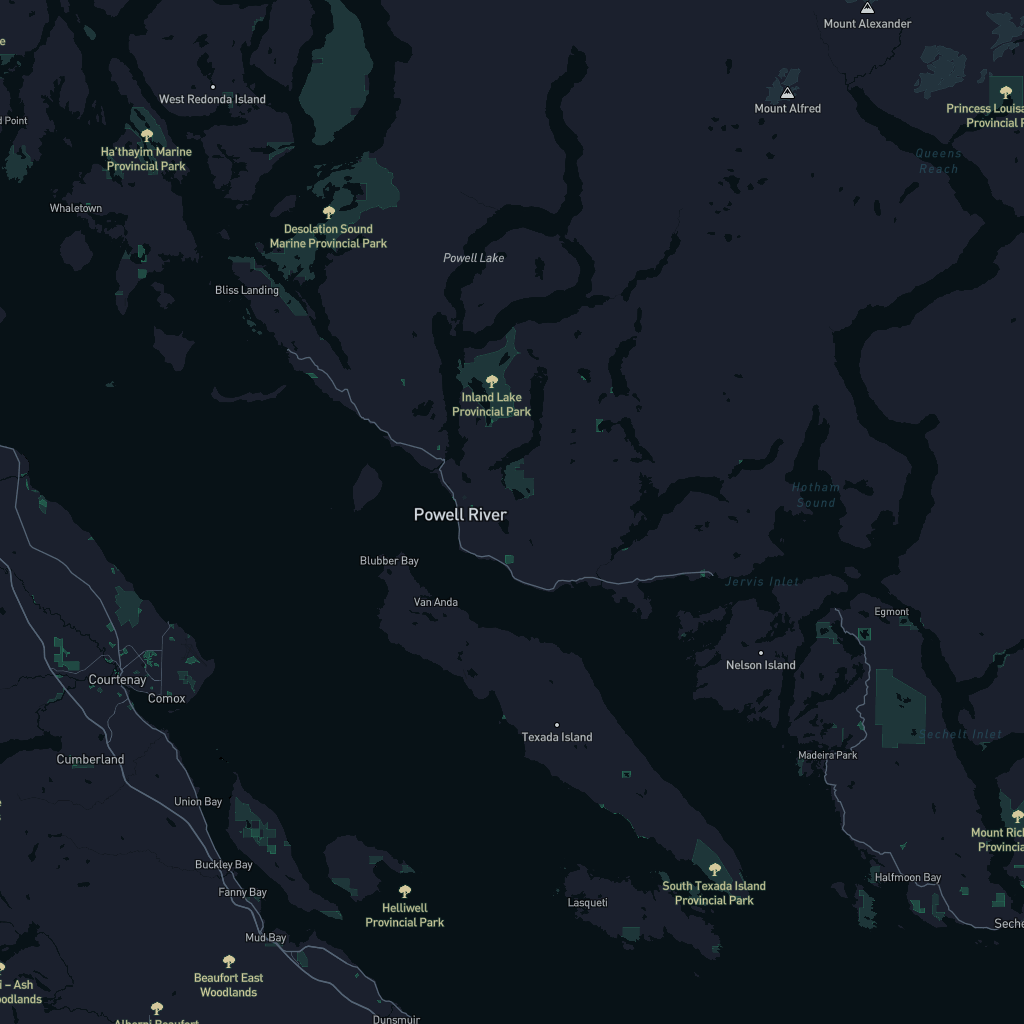 Mount Alexander
West Redonda Island
Mount Alfred
Princess Louisa
Provincial P
d Point
Ha'thayim Marine
Provincial Park
Queens
Reach
Whaletown
Desolation Sound
Marine Provincial Park
Powell Lake
Bliss Landing
Inland Lake
Provincial Park
Hotham
Sound
Powell River
Blubber Bay
Jervis Inlet
Van Anda
Egmont
Nelson Island
Courtenay
Comox
Texada Island
Sechelt Inlet
Cumberland
Madeira Park
Union Bay
Mount Rich
Provincia
Buckley Bay
Fanny Bay
Halfmoon Bay
South Texada Island
Provincial Park
Lasqueti
Helliwell
Provincial Park
Sechel
Mud Bay
Beaufort East
Woodlands
i – Ash
oodlands
Alberni Beaufort
Dunsmuir